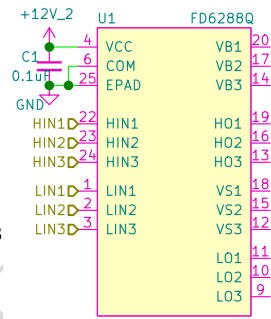 +12V_2
U1
FD6288Q
4 VCC VB1 20
C1
6 COM VB2 17
0.1uF
25 EPAD VB3 14
GND
HIN1 22 HIN1 HO1 19
HIN2 23 HIN2 HO2 16
HIN3 24 HIN3 HO3 13
LIN1 1 LIN1 VS1 18
LIN2 2 LIN2 VS2 15
LIN3 3 LIN3 VS3 12
LO1 11
LO2 10
LO3 9